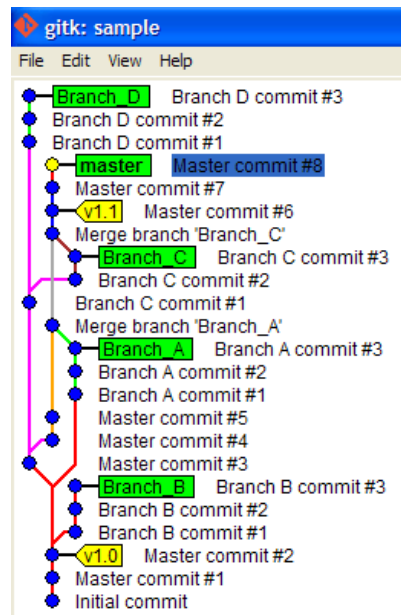 gitk: sample
File Edit View Help
Branch_D Branch D commit #3
Branch D commit #2
Branch D commit #1
master Master commit #8
Master commit #7
v1.1 Master commit #6
Merge branch 'Branch_C'
Branch_C Branch C commit #3
Branch C commit #2
Branch C commit #1
Merge branch 'Branch_A'
Branch_A Branch A commit #3
Branch A commit #2
Branch A commit #1
Master commit #5
Master commit #4
Master commit #3
Branch_B Branch B commit #3
Branch B commit #2
Branch B commit #1
v1.0 Master commit #2
Master commit #1
Initial commit